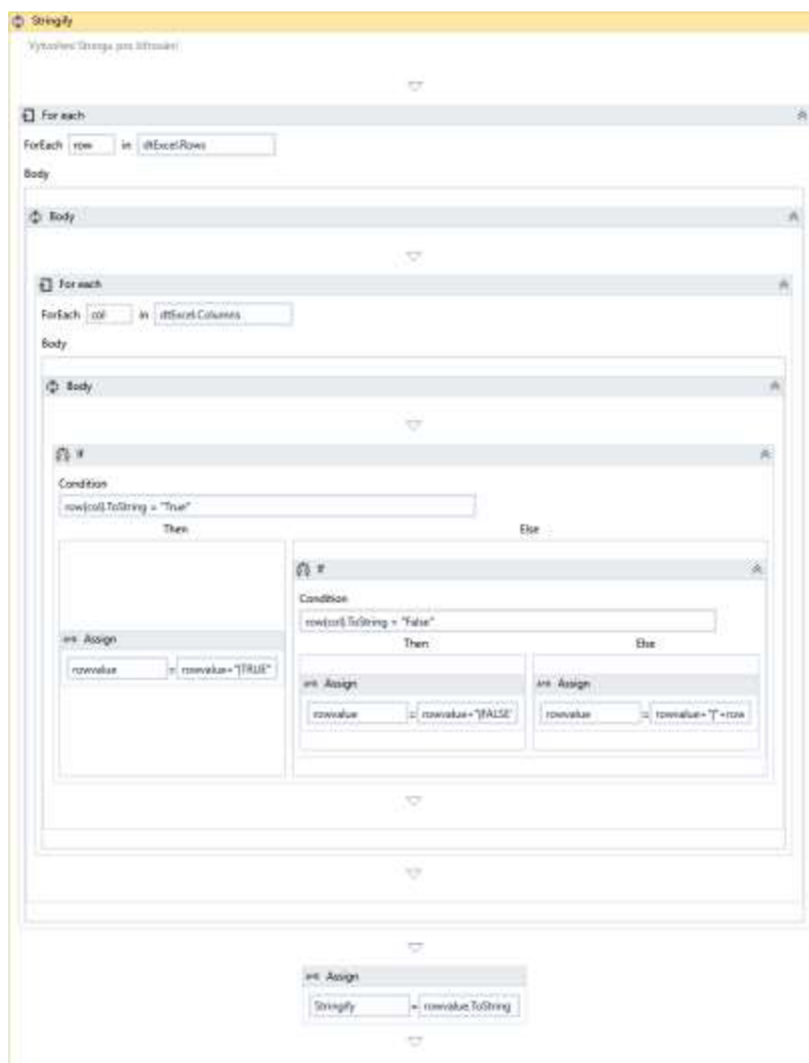 Stringify
Vytvoření Stringu pro šifrování
For each
ForEach row in dtExcel.Rows
Body
Body
For each
ForEach col in dtExcel.Columns
Body
Body
If
Condition
row(col).ToString = "True"
Then Else
If
Condition
row(col).ToString = "False"
Then Else
Assign
rowvalue = rowvalue+"|TRUE"
Assign Assign
rowvalue = rowvalue+"|FALSE' rowvalue = rowvalue+"|"+row
Assign
Stringify = rowvalue.ToString